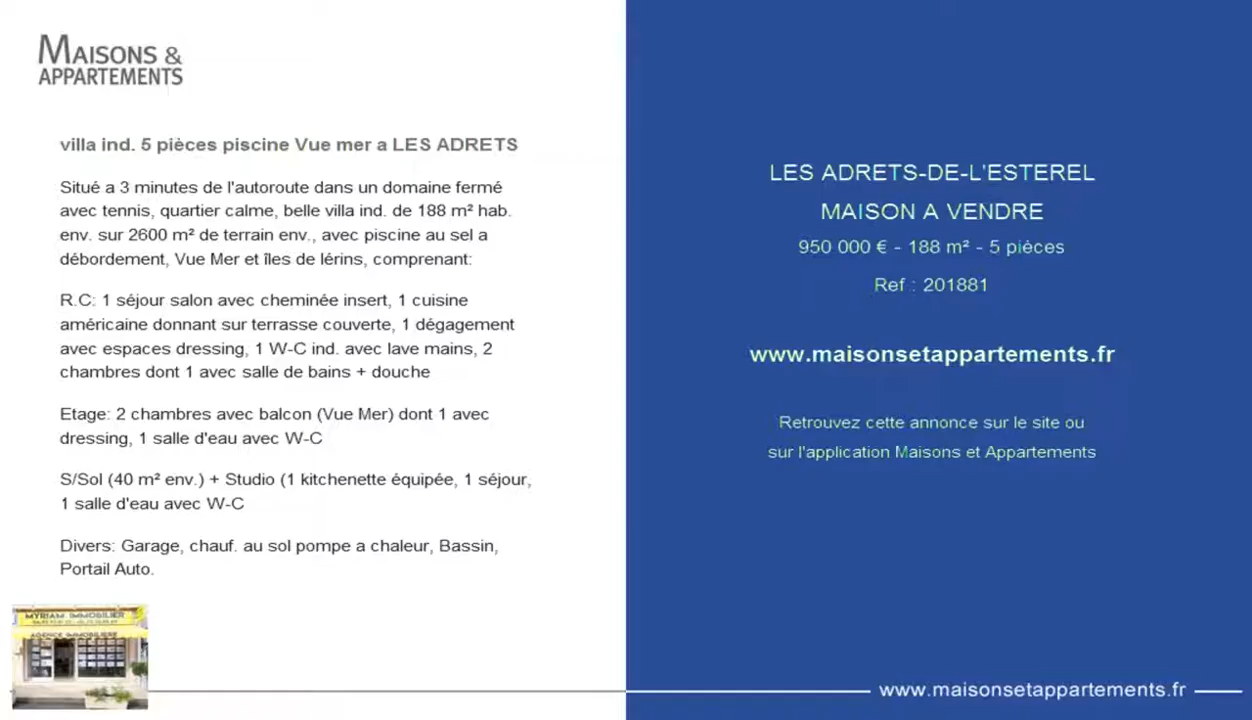 MAISONS &
APPARTEMENTS
villa ind. 5 pièces piscine Vue mer a LES ADRETS
Situé a 3 minutes de l'autoroute dans un domaine fermé
avec tennis, quartier calme, belle villa ind. de 188 m² hab.
env. sur 2600 m² de terrain env., avec piscine au sel a
débordement, Vue Mer et îles de lérins, comprenant:
R.C: 1 séjour salon avec cheminée insert, 1 cuisine
américaine donnant sur terrasse couverte, 1 dégagement
avec espaces dressing, 1 W-C ind. avec lave mains, 2
chambres dont 1 avec salle de bains + douche
Etage: 2 chambres avec balcon (Vue Mer) dont 1 avec
dressing, 1 salle d'eau avec W-C
S/Sol (40 m² env.) + Studio (1 kitchenette équipée, 1 séjour,
1 salle d'eau avec W-C
Divers: Garage, chauf. au sol pompe a chaleur, Bassin,
Portail Auto.
MYRIAM IMMOBILIER
AGENCE IMMOBILIERE
LES ADRETS-DE-L'ESTEREL
MAISON A VENDRE
950 000 € - 188 m² - 5 pièces
Ref : 201881
www.maisonsetappartements.fr
Retrouvez cette annonce sur le site ou
sur l'application Maisons et Appartements
www.maisonsetappartements.fr